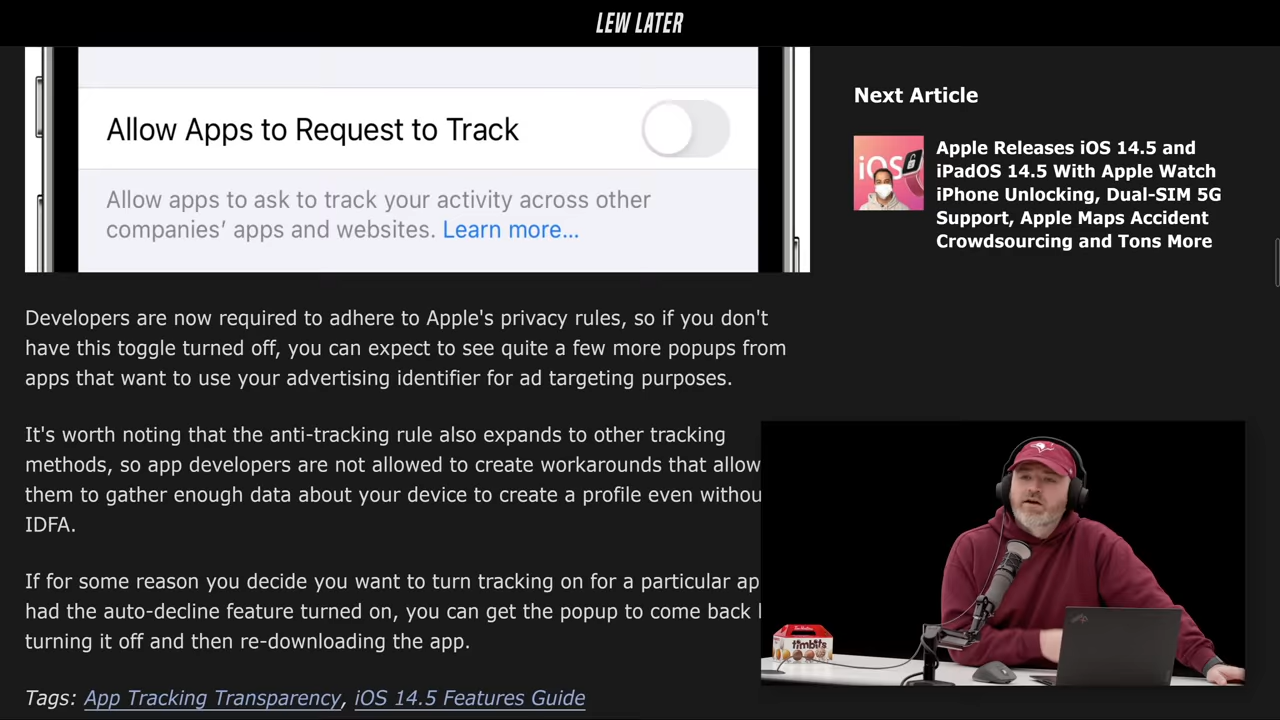 LEW LATER
Allow Apps to Request to Track
Allow apps to ask to track your activity across other
companies' apps and websites. Learn more...
Developers are now required to adhere to Apple's privacy rules, so if you don't
have this toggle turned off, you can expect to see quite a few more popups from
apps that want to use your advertising identifier for ad targeting purposes.
It's worth noting that the anti-tracking rule also expands to other tracking
methods, so app developers are not allowed to create workarounds that allow
them to gather enough data about your device to create a profile even withou
IDFA.
If for some reason you decide you want to turn tracking on for a particular ap
had the auto-decline feature turned on, you can get the popup to come back
turning it off and then re-downloading the app.
Tags: App Tracking Transparency, iOS 14.5 Features Guide
Next Article
iOS
Apple Releases iOS 14.5 and
iPadOS 14.5 With Apple Watch
iPhone Unlocking, Dual-SIM 5G
Support, Apple Maps Accident
Crowdsourcing and Tons More
timbits